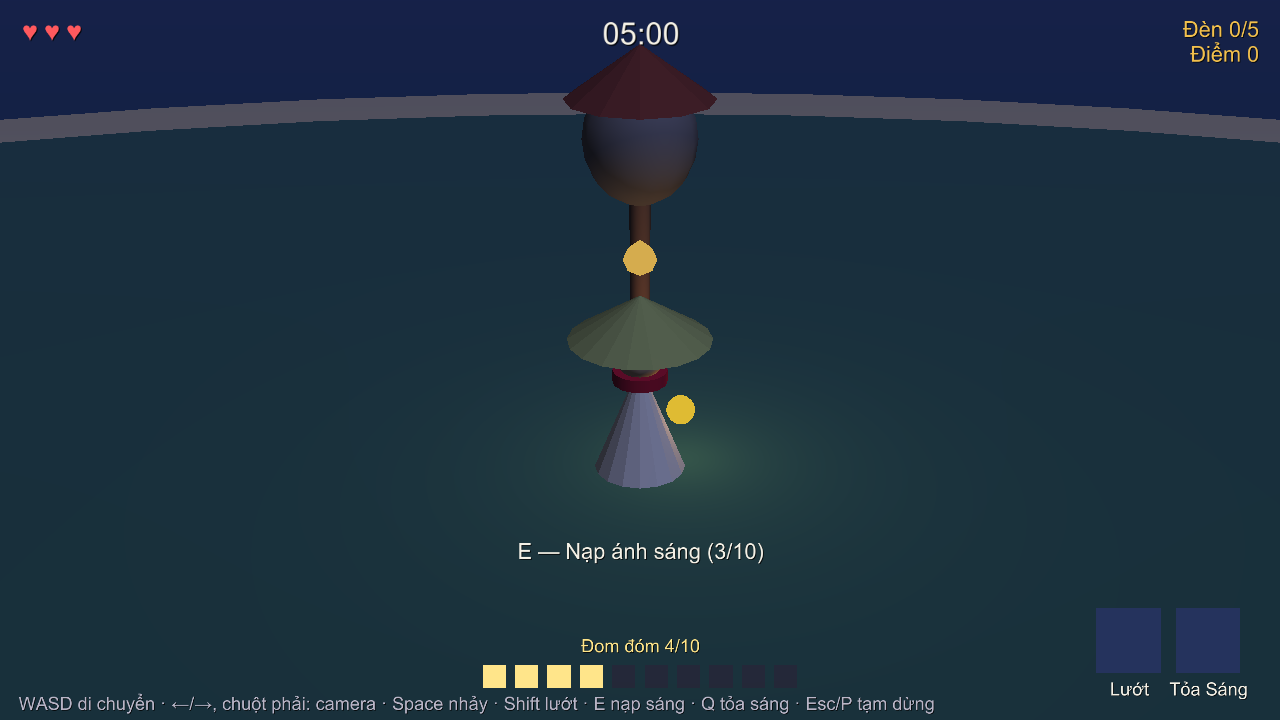 05:00
Đèn 0/5
Điểm 0
E — Nạp ánh sáng (3/10)
Đom đóm 4/10
Lướt
Tỏa Sáng
WASD di chuyển · ←/→, chuột phải: camera · Space nhảy · Shift lướt · E nạp sáng · Q tỏa sáng · Esc/P tạm dừng